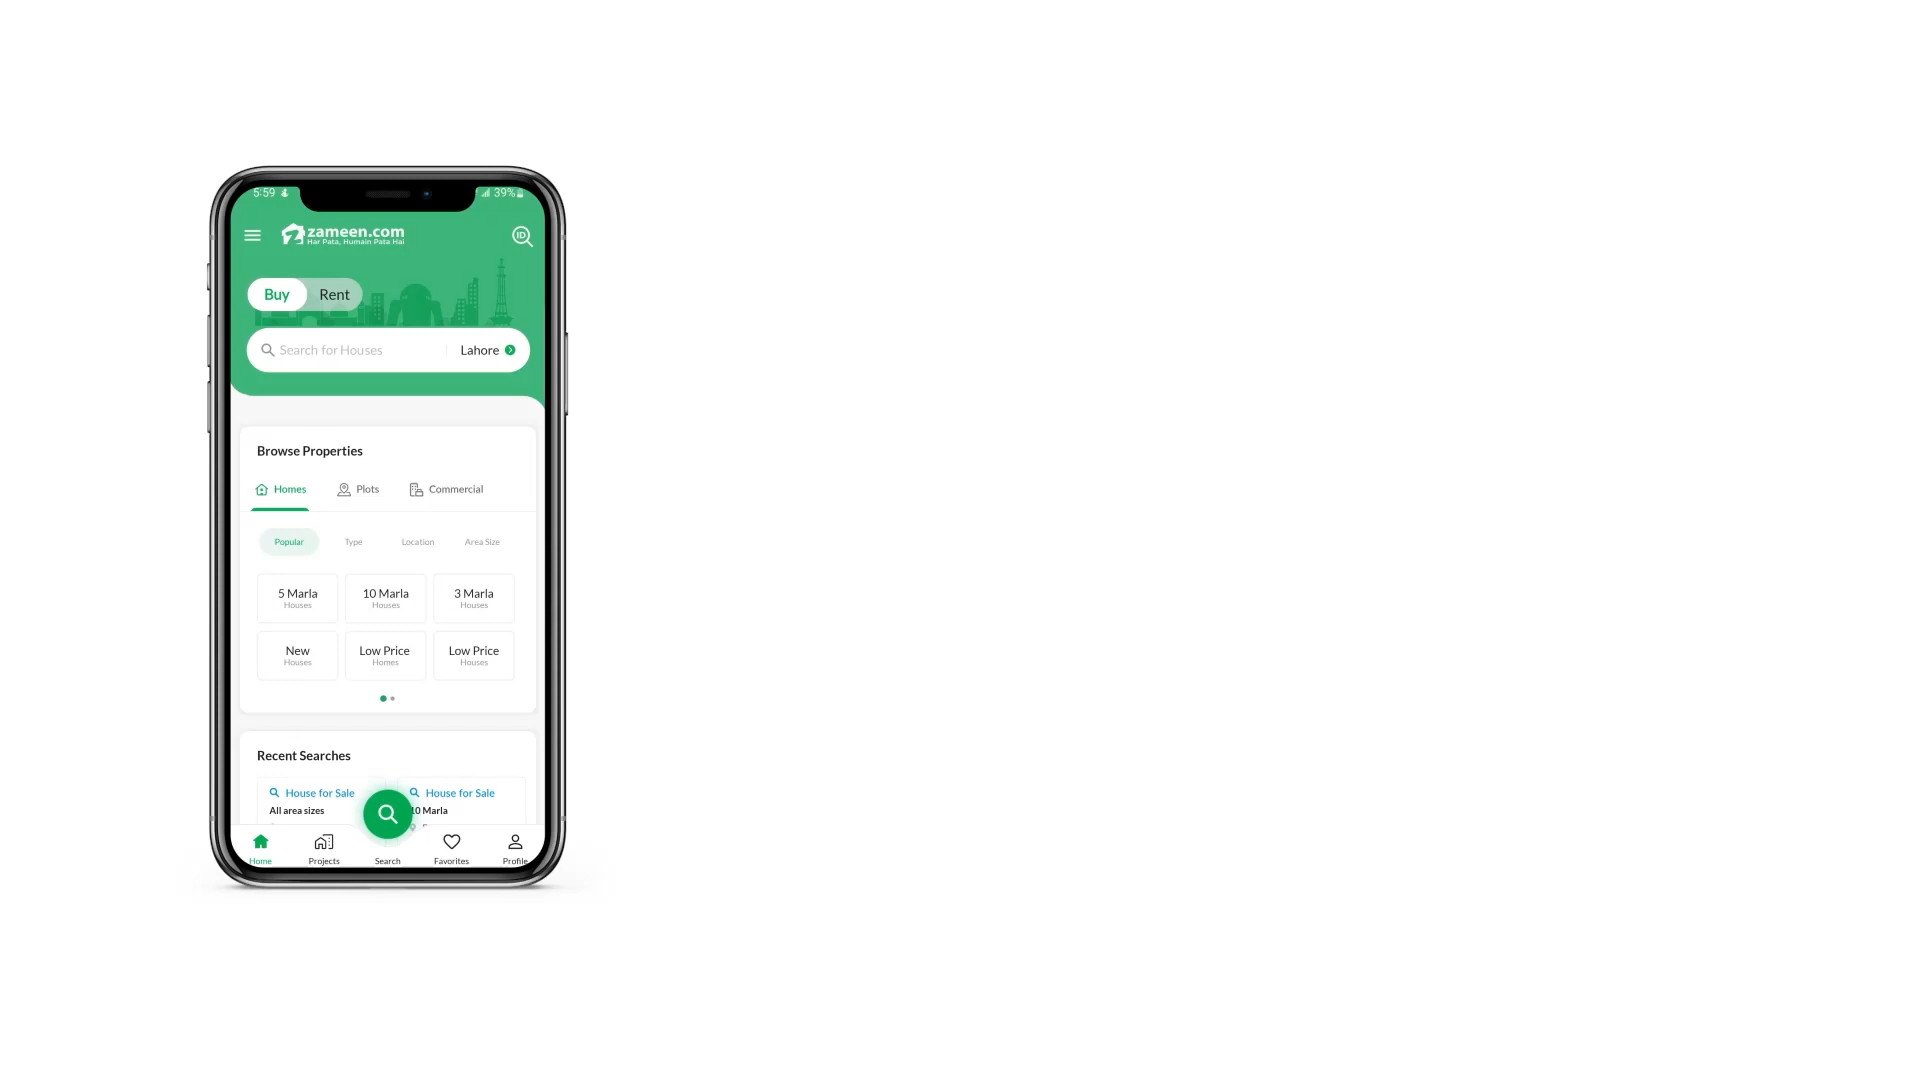 5:59
39%
zameen.com
Har Pata, Humain Pata Hai
ID
Buy Rent
Search for Houses Lahore
Browse Properties
Homes Plots Commercial
Popular Type Location Area Size
5 Marla 10 Marla 3 Marla
Houses Houses Houses
New Low Price Low Price
Houses Homes Houses
Recent Searches
House for Sale House for Sale
All area sizes 10 Marla
Home Projects Search Favorites Profile